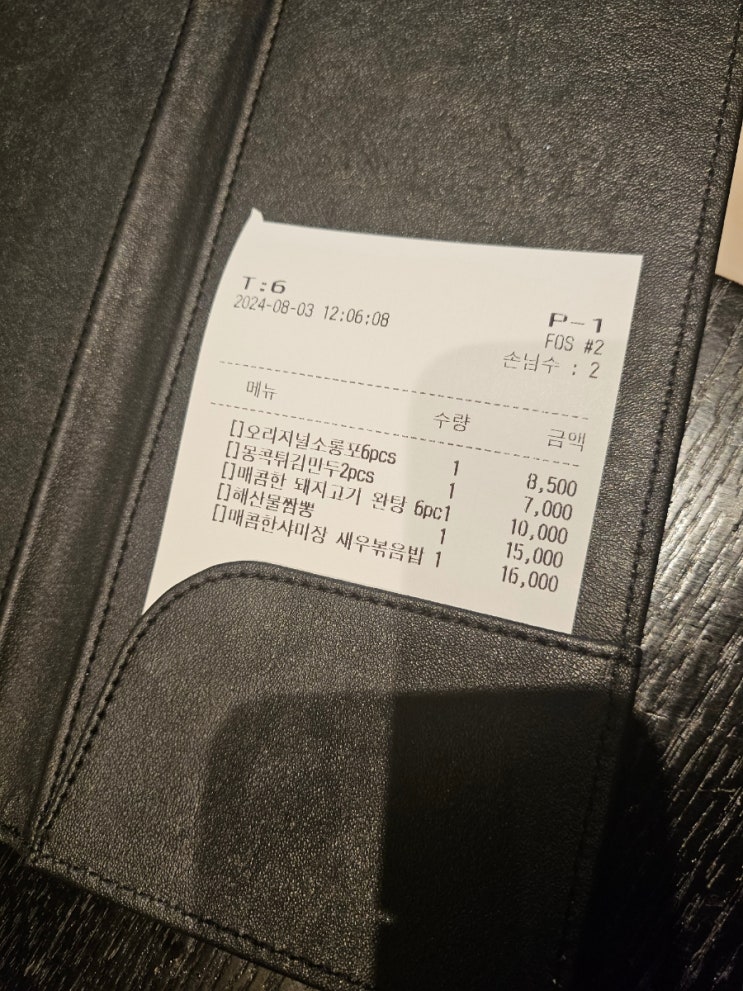 T:6
2024-08-03 12:06:08
P-1
FOS #2
손님수 : 2
메뉴 수량 금액
[]오리지널소롱포6pcs 1 8,500
[]몽콕튀김만두2pcs 1 7,000
[]매콤한 돼지고기 완탕 6pc1 10,000
[]해산물짬뽕 1 15,000
[]매콤한샤미장 새우볶음밥 1 16,000